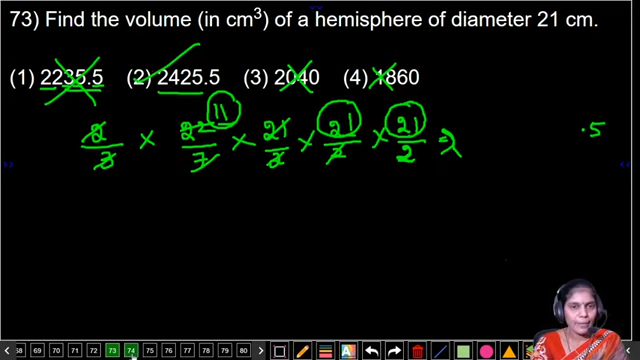 73) Find the volume (in cm³) of a hemisphere of diameter 21 cm.
(1) 2235.5 (2) 2425.5 (3) 2040 (4) 1860
2/3 × 22/7 11 × 21/2 × 21/2 × 21/2 = .5
68 69 70 71 72 73 74 75 76 77 78 79 80